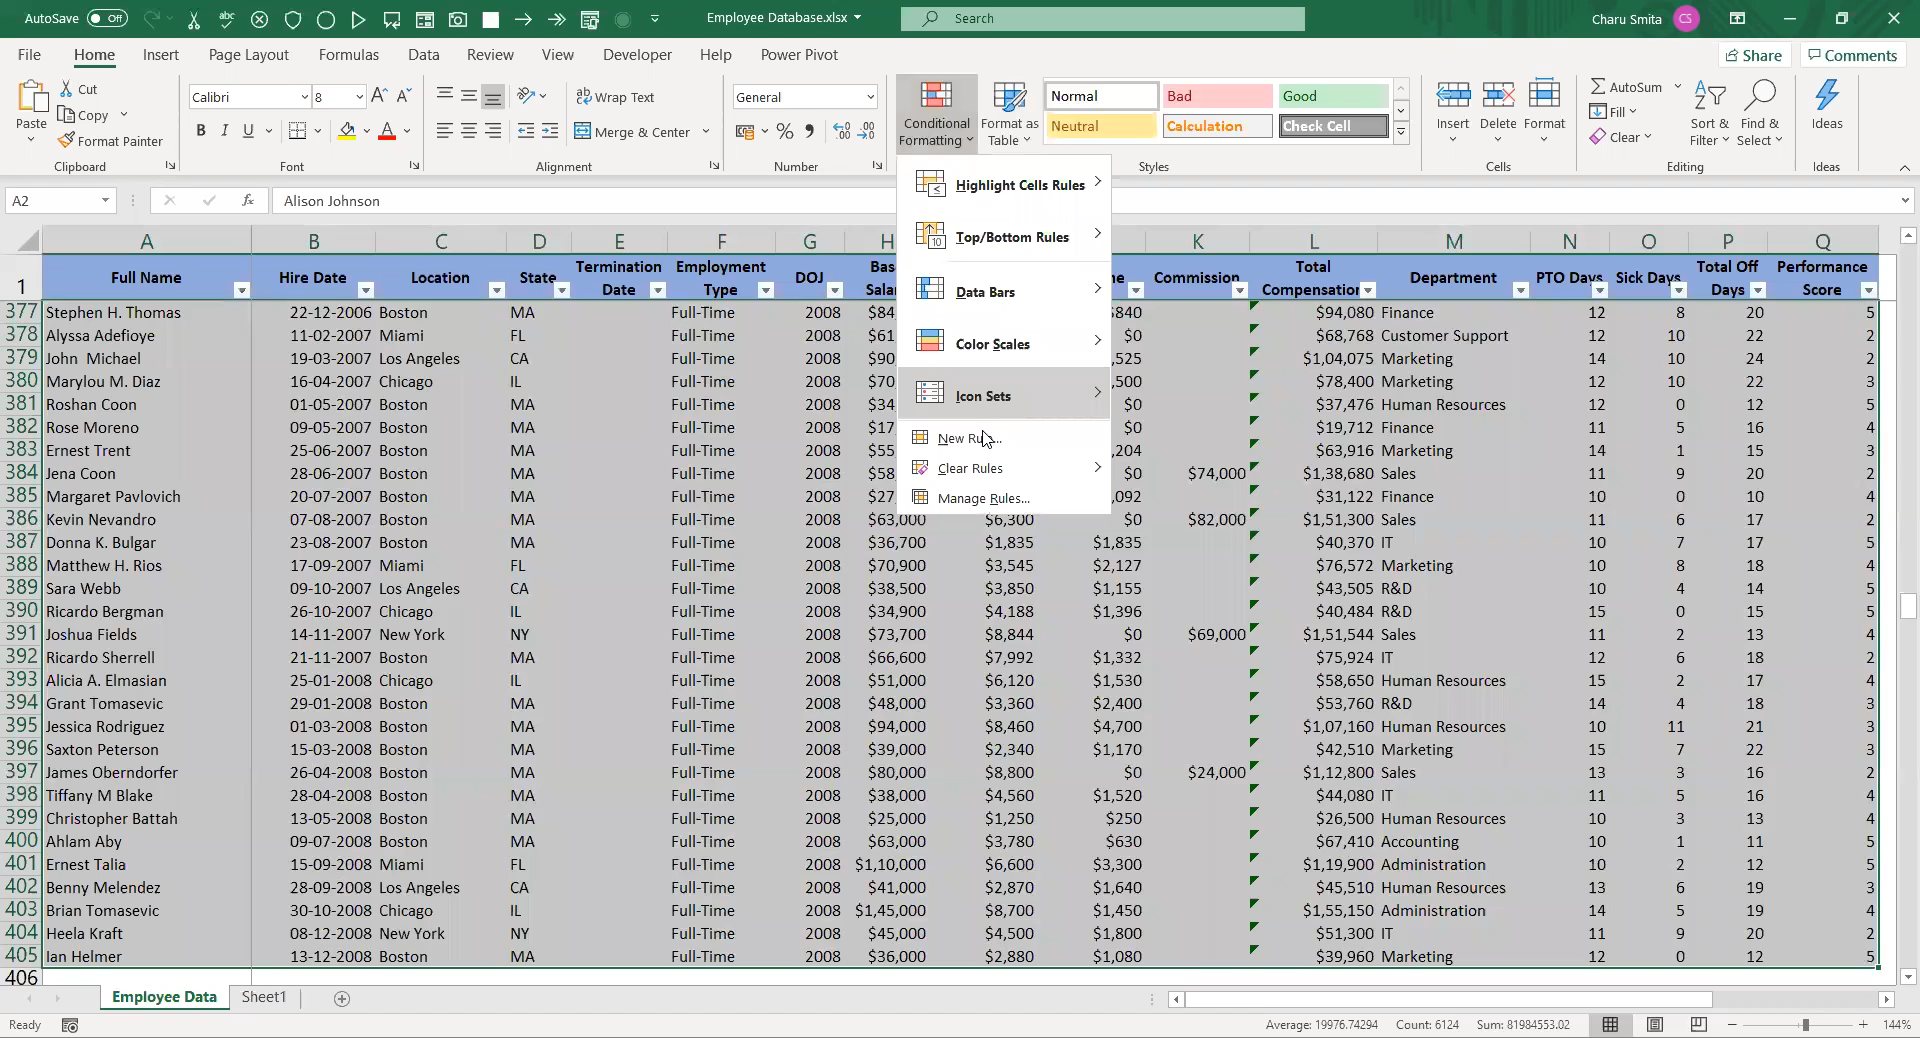 AutoSave Off Employee Database.xlsx Search Charu Smita CS
File Home Insert Page Layout Formulas Data Review View Developer Help Power Pivot Share Comments
Paste Cut Copy Format Painter Clipboard
Calibri 8 B I U Font
Wrap Text Merge & Center Alignment
General % Number
Conditional Formatting Format as Table Normal Bad Good Neutral Calculation Check Cell Styles
Insert Delete Format Cells
AutoSum Fill Clear Sort & Filter Find & Select Editing
Ideas Ideas
A2 fx Alison Johnson
Highlight Cells Rules
Top/Bottom Rules
10
Data Bars
Color Scales
Icon Sets
New Ru...
Clear Rules
Manage Rules...
A B C D E F G H K L M N O P Q
1 Full Name Hire Date Location State Termination Date Employment Type DOJ Base Salar Commission Total Compensation Department PTO Days Sick Days Total Off Days Performance Score
377 Stephen H. Thomas 22-12-2006 Boston MA Full-Time 2008 $84 $840 $94,080 Finance 12 8 20 5
378 Alyssa Adefioye 11-02-2007 Miami FL Full-Time 2008 $61 $0 $68,768 Customer Support 12 10 22 2
379 John Michael 19-03-2007 Los Angeles CA Full-Time 2008 $90 ,525 $1,04,075 Marketing 14 10 24 2
380 Marylou M. Diaz 16-04-2007 Chicago IL Full-Time 2008 $70 ,500 $78,400 Marketing 12 10 22 3
381 Roshan Coon 01-05-2007 Boston MA Full-Time 2008 $34 $0 $37,476 Human Resources 12 0 12 5
382 Rose Moreno 09-05-2007 Boston MA Full-Time 2008 $17 $0 $19,712 Finance 11 5 16 4
383 Ernest Trent 25-06-2007 Boston MA Full-Time 2008 $55 ,204 $63,916 Marketing 14 1 15 3
384 Jena Coon 28-06-2007 Boston MA Full-Time 2008 $58 $0 $74,000 $1,38,680 Sales 11 9 20 2
385 Margaret Pavlovich 20-07-2007 Boston MA Full-Time 2008 $27 ,092 $31,122 Finance 10 0 10 4
386 Kevin Nevandro 07-08-2007 Boston MA Full-Time 2008 $63,000 $6,300 $0 $82,000 $1,51,300 Sales 11 6 17 2
387 Donna K. Bulgar 23-08-2007 Boston MA Full-Time 2008 $36,700 $1,835 $1,835 $40,370 IT 10 7 17 5
388 Matthew H. Rios 17-09-2007 Miami FL Full-Time 2008 $70,900 $3,545 $2,127 $76,572 Marketing 10 8 18 4
389 Sara Webb 09-10-2007 Los Angeles CA Full-Time 2008 $38,500 $3,850 $1,155 $43,505 R&D 10 4 14 5
390 Ricardo Bergman 26-10-2007 Chicago IL Full-Time 2008 $34,900 $4,188 $1,396 $40,484 R&D 15 0 15 5
391 Joshua Fields 14-11-2007 New York NY Full-Time 2008 $73,700 $8,844 $0 $69,000 $1,51,544 Sales 11 2 13 4
392 Ricardo Sherrell 21-11-2007 Boston MA Full-Time 2008 $66,600 $7,992 $1,332 $75,924 IT 12 6 18 2
393 Alicia A. Elmasian 25-01-2008 Chicago IL Full-Time 2008 $51,000 $6,120 $1,530 $58,650 Human Resources 15 2 17 4
394 Grant Tomasevic 29-01-2008 Boston MA Full-Time 2008 $48,000 $3,360 $2,400 $53,760 R&D 14 4 18 3
395 Jessica Rodriguez 01-03-2008 Boston MA Full-Time 2008 $94,000 $8,460 $4,700 $1,07,160 Human Resources 10 11 21 3
396 Saxton Peterson 15-03-2008 Boston MA Full-Time 2008 $39,000 $2,340 $1,170 $42,510 Marketing 15 7 22 3
397 James Oberndorfer 26-04-2008 Boston MA Full-Time 2008 $80,000 $8,800 $0 $24,000 $1,12,800 Sales 13 3 16 2
398 Tiffany M Blake 28-04-2008 Boston MA Full-Time 2008 $38,000 $4,560 $1,520 $44,080 IT 11 5 16 4
399 Christopher Battah 13-05-2008 Boston MA Full-Time 2008 $25,000 $1,250 $250 $26,500 Human Resources 10 3 13 4
400 Ahlam Aby 09-07-2008 Boston MA Full-Time 2008 $63,000 $3,780 $630 $67,410 Accounting 10 1 11 5
401 Ernest Talia 15-09-2008 Miami FL Full-Time 2008 $1,10,000 $6,600 $3,300 $1,19,900 Administration 10 2 12 5
402 Benny Melendez 28-09-2008 Los Angeles CA Full-Time 2008 $41,000 $2,870 $1,640 $45,510 Human Resources 13 6 19 3
403 Brian Tomasevic 30-10-2008 Chicago IL Full-Time 2008 $1,45,000 $8,700 $1,450 $1,55,150 Administration 14 5 19 4
404 Heela Kraft 08-12-2008 New York NY Full-Time 2008 $45,000 $4,500 $1,800 $51,300 IT 11 9 20 2
405 Ian Helmer 13-12-2008 Boston MA Full-Time 2008 $36,000 $2,880 $1,080 $39,960 Marketing 12 0 12 5
406
Employee Data Sheet1
Ready Average: 19976.74294 Count: 6124 Sum: 81984553.02 144%